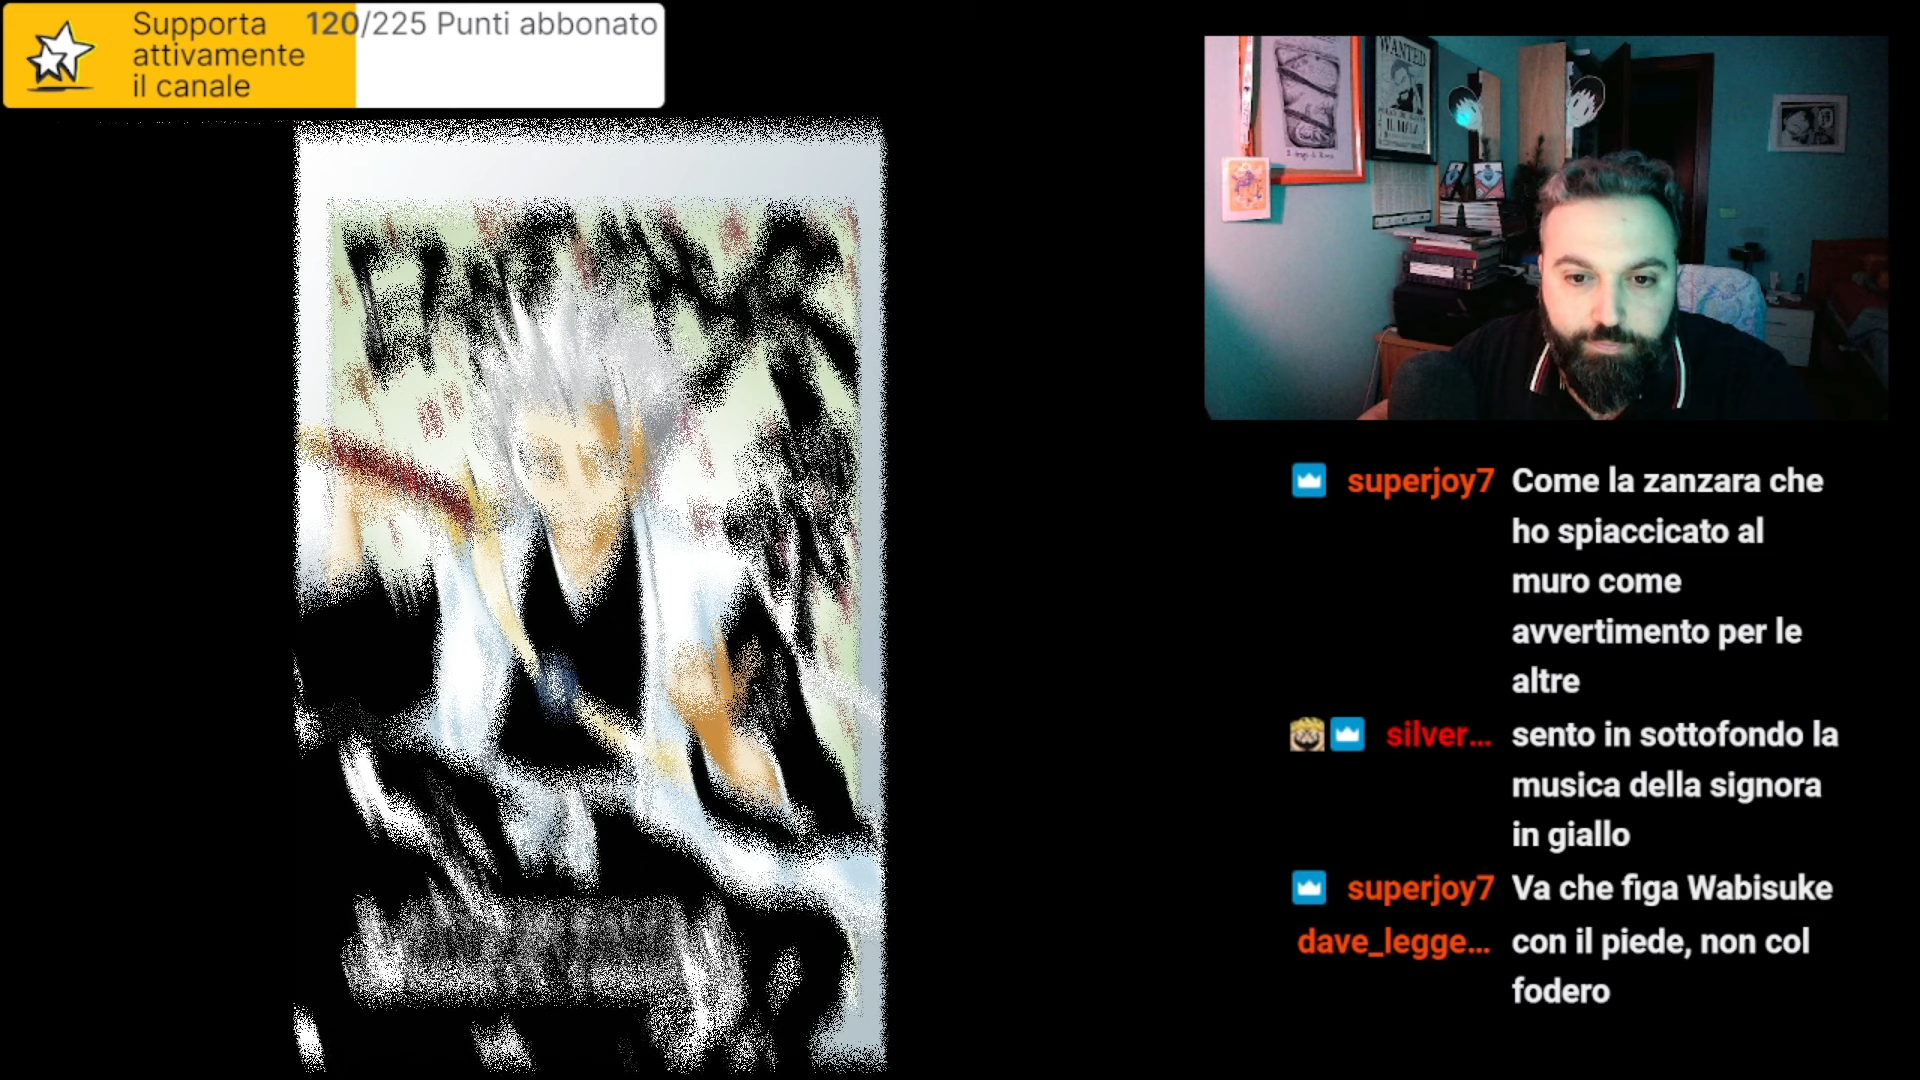 Supporta
attivamente
il canale
120/225 Punti abbonato
WANTED
superjoy7 Come la zanzara che
ho spiaccicato al
muro come
avvertimento per le
altre
silver... sento in sottofondo la
musica della signora
in giallo
superjoy7 Va che figa Wabisuke
dave_legge... con il piede, non col
fodero